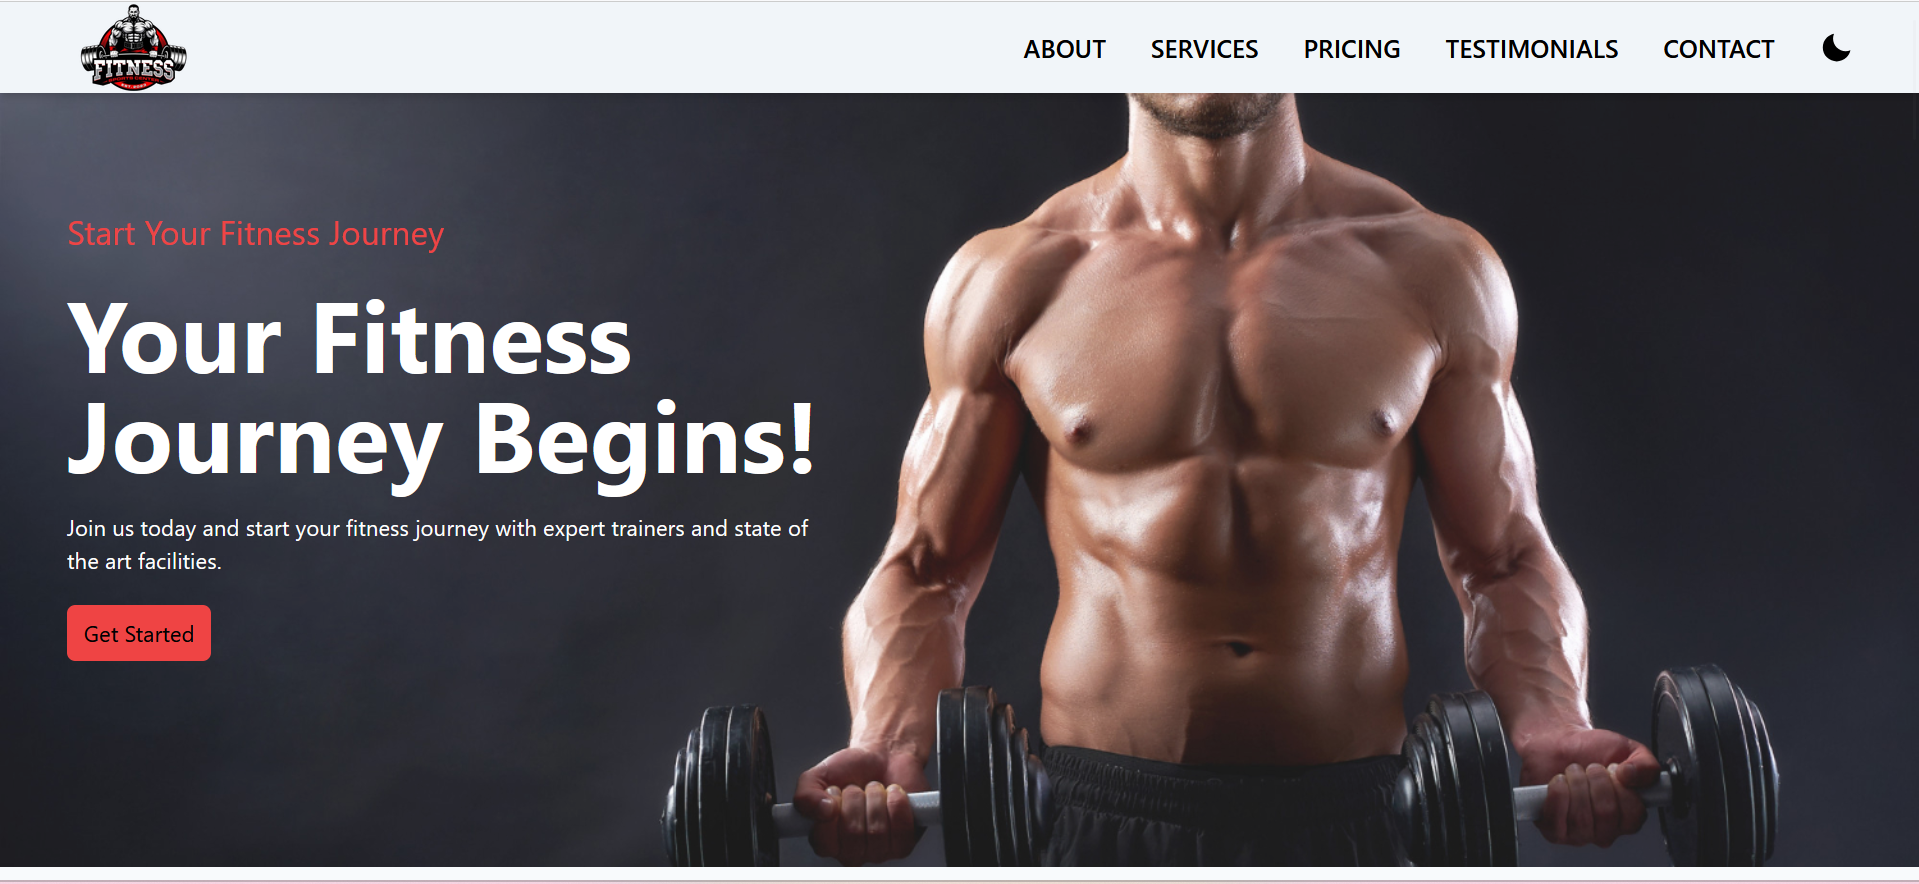 FITNESS
ABOUT SERVICES PRICING TESTIMONIALS CONTACT
Start Your Fitness Journey
Your Fitness
Journey Begins!
Join us today and start your fitness journey with expert trainers and state of
the art facilities.
Get Started